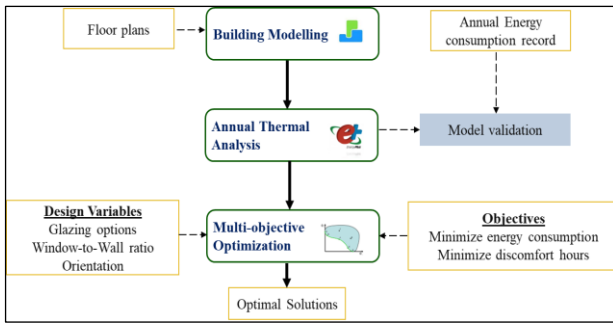 Floor plans
Building Modelling
Annual Energy
consumption record
Annual Thermal
Analysis
Model validation
Design Variables
Glazing options
Window-to-Wall ratio
Orientation
Multi-objective
Optimization
Objectives
Minimize energy consumption
Minimize discomfort hours
Optimal Solutions